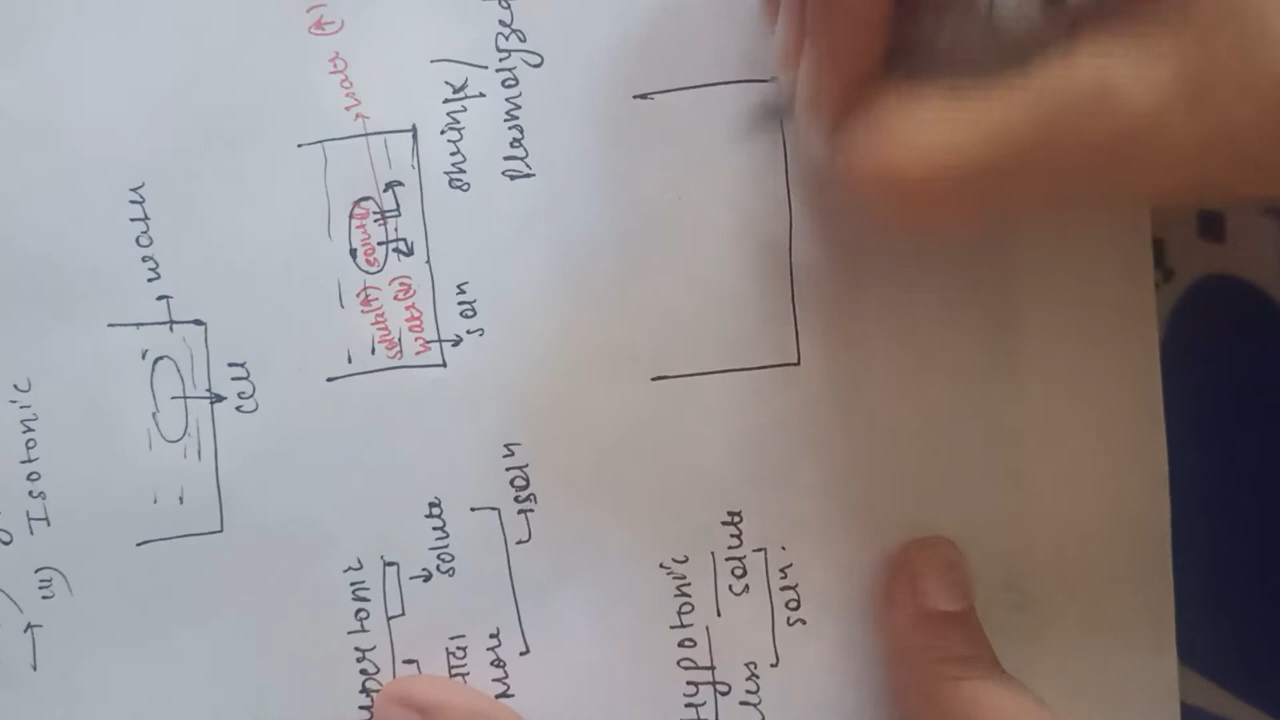 → (iii) Isotonic
→ water
cell
Hypertonic
ज्यादा
solute
More
→ soln
solute(↑)
water(↓)
solute(↓)
→ water (↑)
soln
shrink/
Plasmolyzed
Hypotonic
less solute
soln.